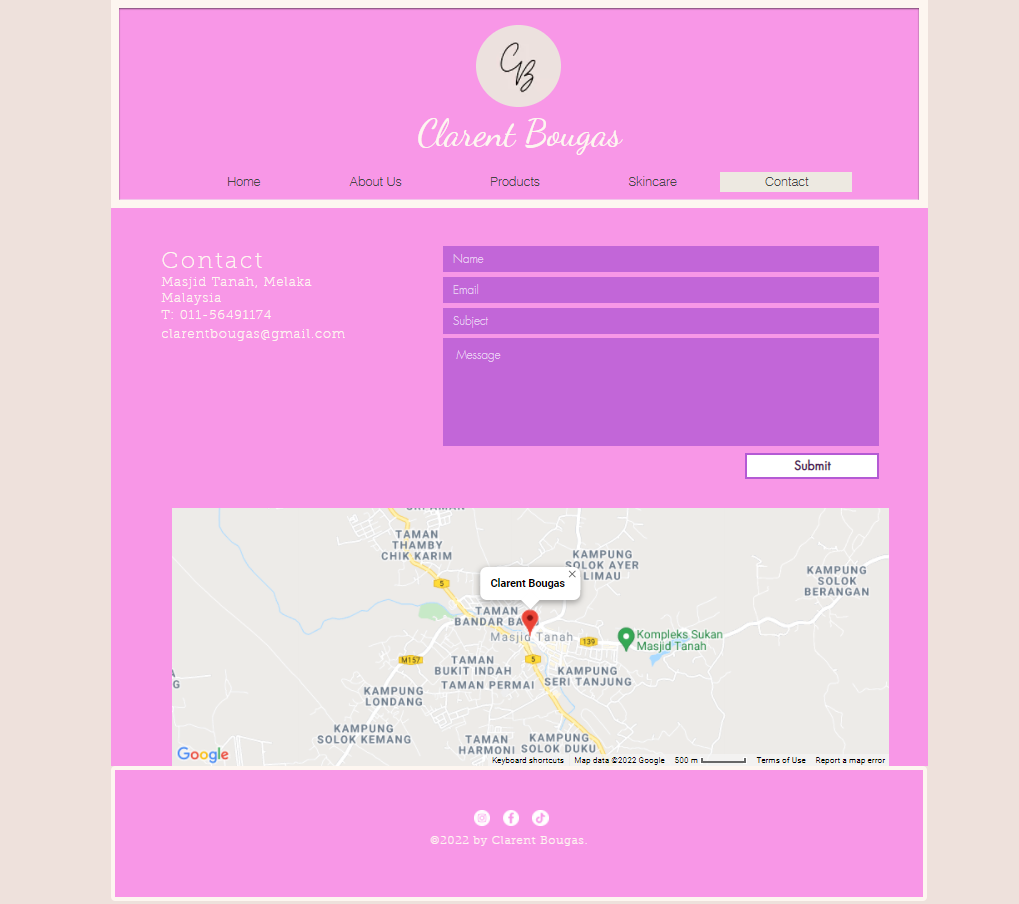 CB
Clarent Bougas
Home About Us Products Skincare Contact
Contact
Masjid Tanah, Melaka
Malaysia
T: 011-56491174
clarentbougas@gmail.com
Name
Email
Subject
Message
Submit
TAMAN
THAMBY
CHIK KARIM
KAMPUNG
SOLOK AYER
LIMAU
KAMPUNG
SOLOK
BERANGAN
5
Clarent Bougas
TAMAN
BANDAR
Masjid Tanah
139
Kompleks Sukan
Masjid Tanah
M157
TAMAN
BUKIT INDAH
5
TAMAN PERMAI
KAMPUNG
SERI TANJUNG
KAMPUNG
LONDANG
KAMPUNG
SOLOK KEMANG
TAMAN
HARMONI
KAMPUNG
SOLOK DUKU
Google
Keyboard shortcuts Map data ©2022 Google 500 m Terms of Use Report a map error
©2022 by Clarent Bougas.